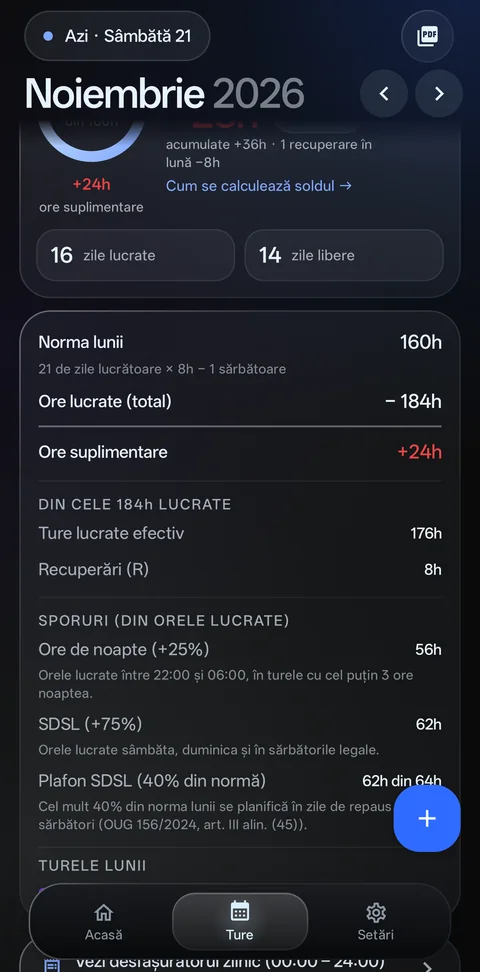 Azi · Sâmbătă 21
PDF
Noiembrie 2026
din 160h
acumulate +36h · 1 recuperare în
lună −8h
+24h
Cum se calculează soldul →
ore suplimentare
16 zile lucrate
14 zile libere
Norma lunii 160h
21 de zile lucrătoare × 8h − 1 sărbătoare
Ore lucrate (total) − 184h
Ore suplimentare +24h
DIN CELE 184h LUCRATE
Ture lucrate efectiv 176h
Recuperări (R) 8h
SPORURI (DIN ORELE LUCRATE)
Ore de noapte (+25%) 56h
Orele lucrate între 22:00 și 06:00, în turele cu cel puțin 3 ore
noaptea.
SDSL (+75%) 62h
Orele lucrate sâmbăta, duminica și în sărbătorile legale.
Plafon SDSL (40% din normă) 62h din 64h
Cel mult 40% din norma lunii se planifică în zile de repaus
sărbători (OUG 156/2024, art. III alin. (45)).
TURELE LUNII
Acasă
Ture
Setări
Vezi desfășurătorul zilnic (00:00 – 24:00)